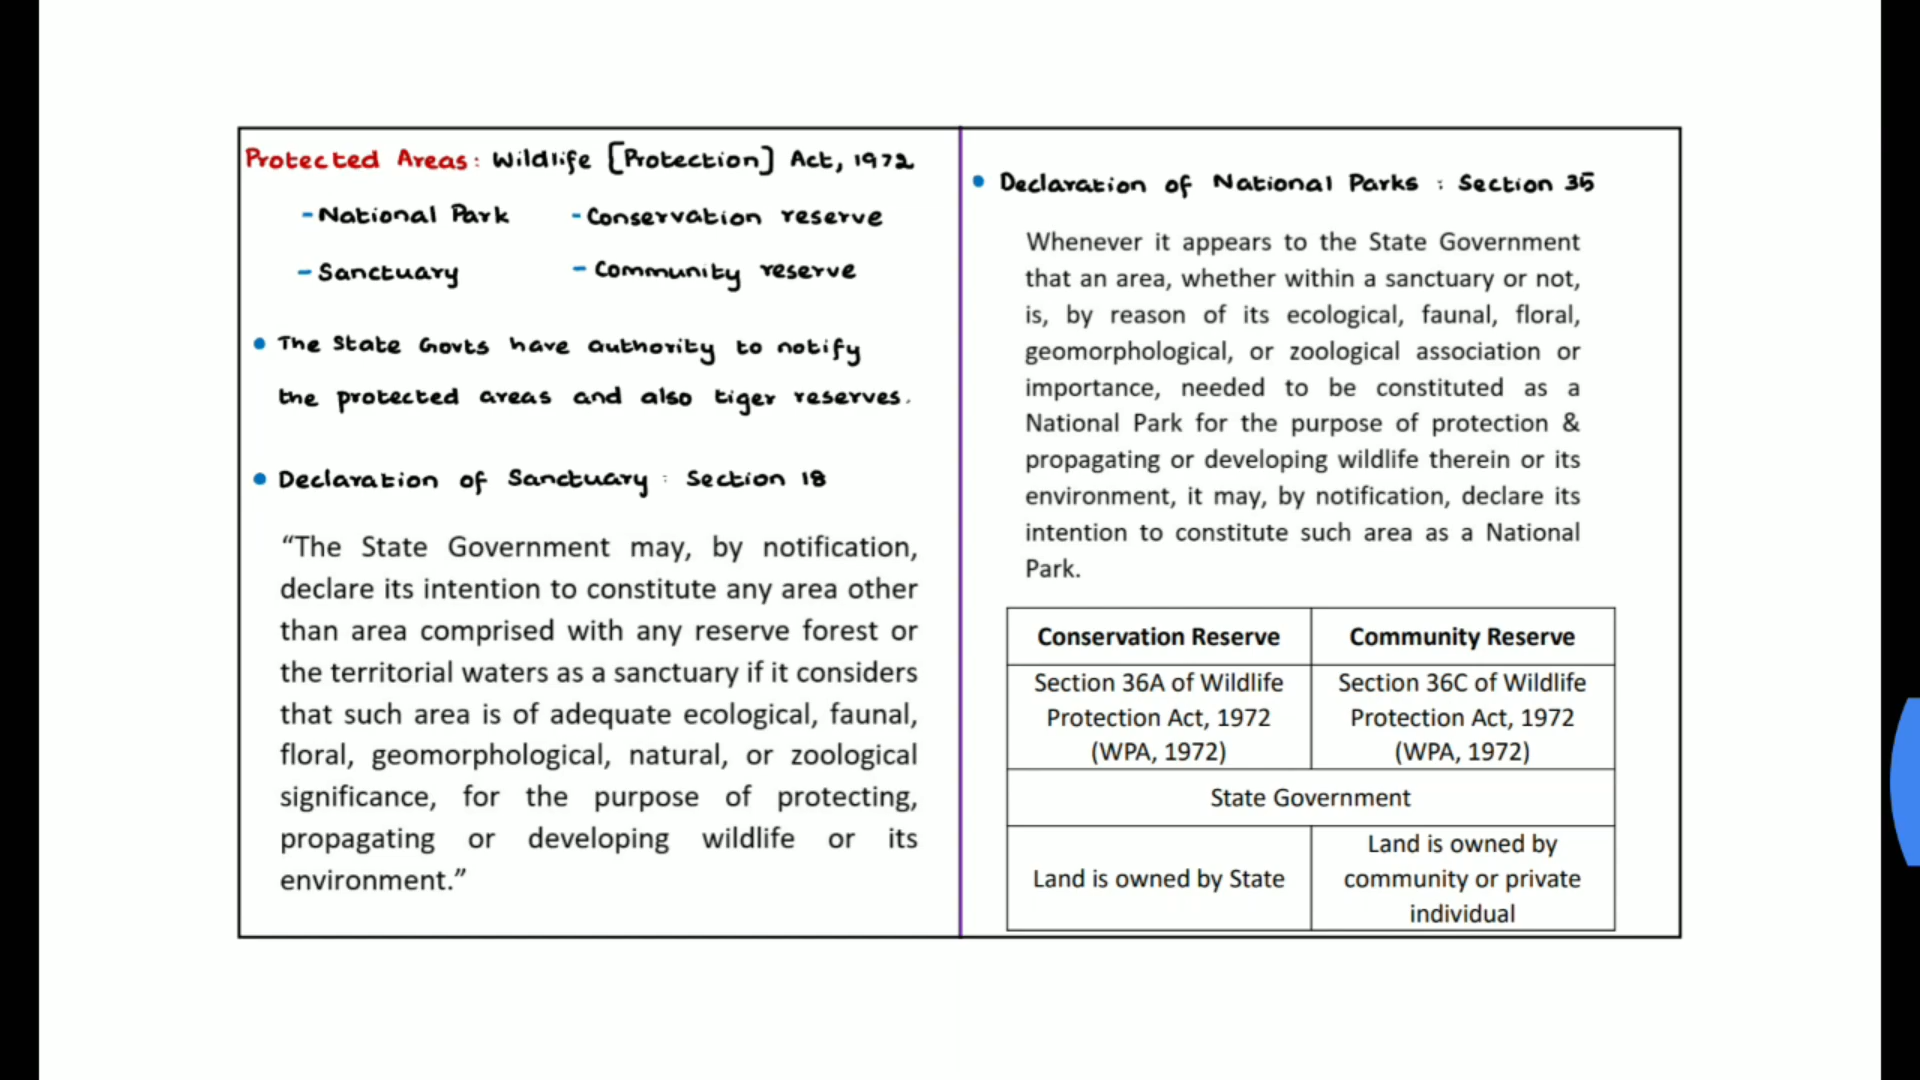 Protected Areas: Wildlife [Protection] Act, 1972
- National Park - Conservation reserve
- Sanctuary - Community reserve
• The State Govts have authority to notify
the protected areas and also tiger reserves.
• Declaration of Sanctuary : Section 18
“The State Government may, by notification,
declare its intention to constitute any area other
than area comprised with any reserve forest or
the territorial waters as a sanctuary if it considers
that such area is of adequate ecological, faunal,
floral, geomorphological, natural, or zoological
significance, for the purpose of protecting,
propagating or developing wildlife or its
environment.”
• Declaration of National Parks : Section 35
Whenever it appears to the State Government
that an area, whether within a sanctuary or not,
is, by reason of its ecological, faunal, floral,
geomorphological, or zoological association or
importance, needed to be constituted as a
National Park for the purpose of protection &
propagating or developing wildlife therein or its
environment, it may, by notification, declare its
intention to constitute such area as a National
Park.
Conservation Reserve Community Reserve
Section 36A of Wildlife Section 36C of Wildlife
Protection Act, 1972 Protection Act, 1972
(WPA, 1972) (WPA, 1972)
State Government
Land is owned by State
Land is owned by
community or private
individual